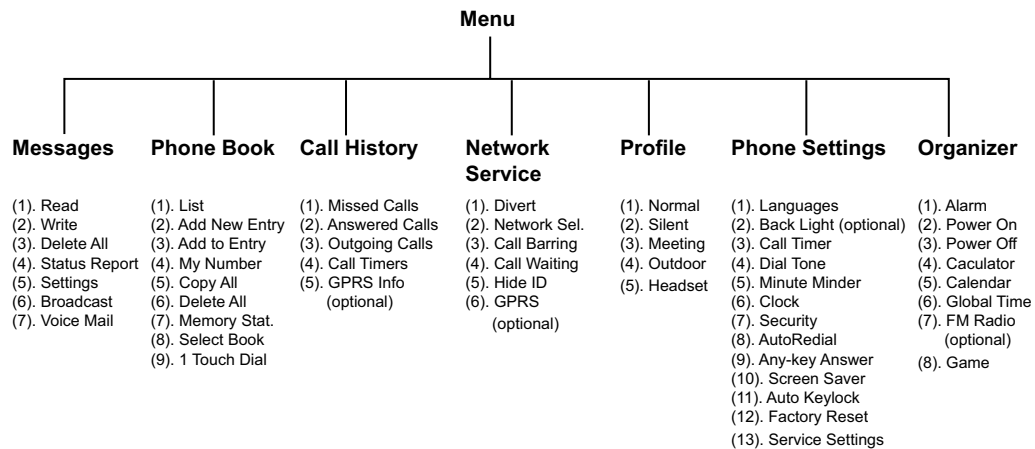 Menu
Messages
(1). Read
(2). Write
(3). Delete All
(4). Status Report
(5). Settings
(6). Broadcast
(7). Voice Mail
Phone Book
(1). List
(2). Add New Entry
(3). Add to Entry
(4). My Number
(5). Copy All
(6). Delete All
(7). Memory Stat.
(8). Select Book
(9). 1 Touch Dial
Call History
(1). Missed Calls
(2). Answered Calls
(3). Outgoing Calls
(4). Call Timers
(5). GPRS Info
(optional)
Network
Service
(1). Divert
(2). Network Sel.
(3). Call Barring
(4). Call Waiting
(5). Hide ID
(6). GPRS
(optional)
Profile
(1). Normal
(2). Silent
(3). Meeting
(4). Outdoor
(5). Headset
Phone Settings
(1). Languages
(2). Back Light (optional)
(3). Call Timer
(4). Dial Tone
(5). Minute Minder
(6). Clock
(7). Security
(8). AutoRedial
(9). Any-key Answer
(10). Screen Saver
(11). Auto Keylock
(12). Factory Reset
(13). Service Settings
Organizer
(1). Alarm
(2). Power On
(3). Power Off
(4). Caculator
(5). Calendar
(6). Global Time
(7). FM Radio
(optional)
(8). Game